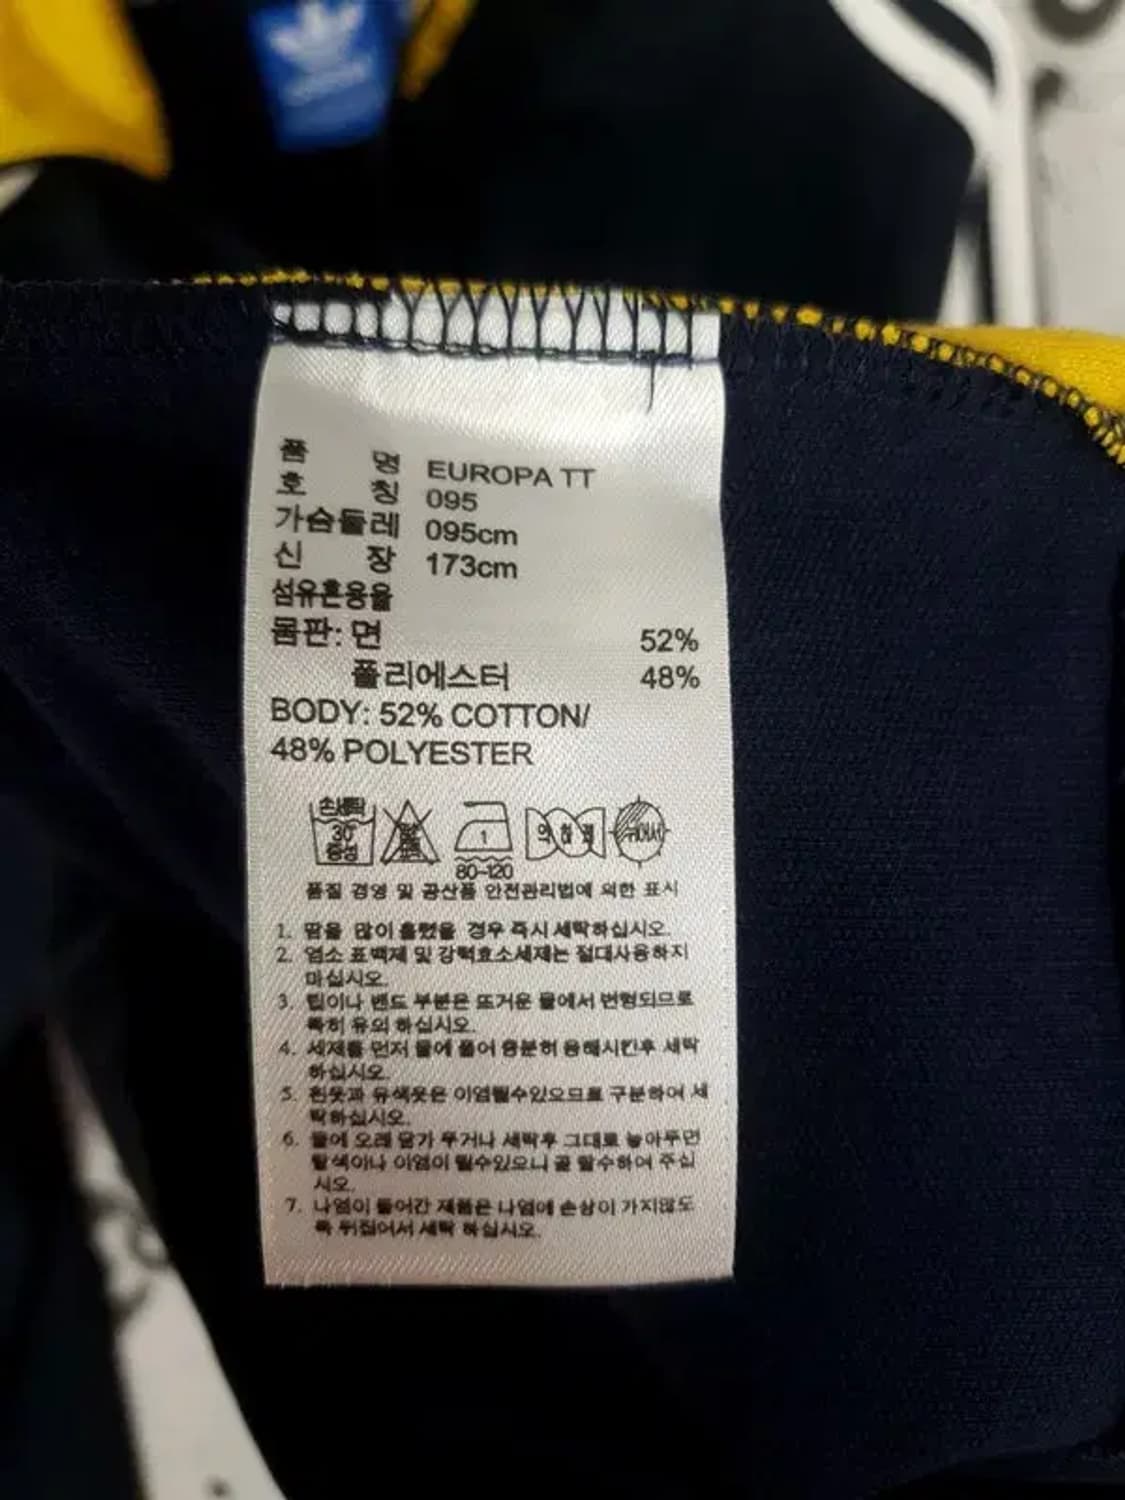 품 명 EUROPA TT
호 칭 095
가슴둘레 095cm
신 장 173cm
섬유혼용율
몸판: 면 52%
폴리에스터 48%
BODY: 52% COTTON/
48% POLYESTER
손세탁
30°
중성
1
80~120
품질 경영 및 공산품 안전관리법에 의한 표시
1. 땀을 많이 흘렸을 경우 즉시 세탁하십시오.
2. 염소 표백제 및 강력효소세제는 절대사용하지
마십시오.
3. 립이나 밴드 부분은 뜨거운 물에서 변형되므로
특히 유의 하십시오.
4. 세제를 먼저 물에 풀어 충분히 용해시킨후 세탁
하십시오.
5. 흰옷과 유색옷은 이염될수있으므로 구분하여 세
탁하십시오.
6. 물에 오래 담가 두거나 세탁후 그대로 놓아두면
탈색이나 이염이 될수있으니 곧 탈수하여 주십
시오.
7. 나염이 들어간 제품은 나염에 손상이 가지않도
록 뒤집어서 세탁 하십시오.